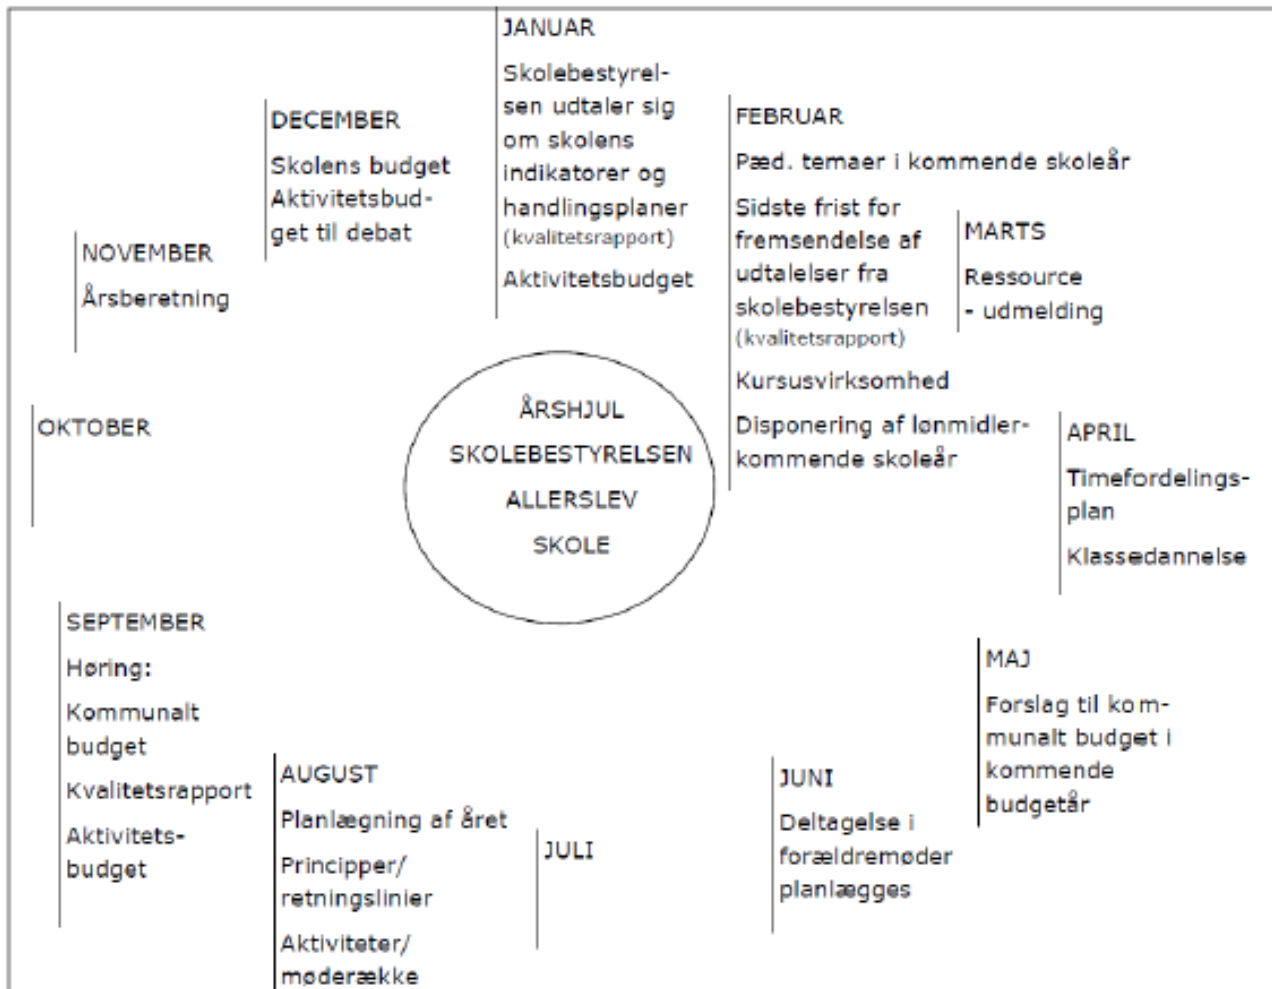 JANUAR
Skolebestyrel-
sen udtaler sig
om skolens
indikatorer og
handlingsplaner
(kvalitetsrapport)
Aktivitetsbudget
FEBRUAR
Pæd. temaer i kommende skoleår
Sidste frist for
fremsendelse af
udtalelser fra
skolebestyrelsen
(kvalitetsrapport)
Kursusvirksomhed
Disponering af lønmidler-
kommende skoleår
MARTS
Ressource
- udmelding
APRIL
Timefordelings-
plan
Klassedannelse
MAJ
Forslag til kom-
munalt budget i
kommende
budgetår
JUNI
Deltagelse i
forældremøder
planlægges
JULI
AUGUST
Planlægning af året
Principper/
retningslinier
Aktiviteter/
møderække
SEPTEMBER
Høring:
Kommunalt
budget
Kvalitetsrapport
Aktivitets-
budget
OKTOBER
NOVEMBER
Årsberetning
DECEMBER
Skolens budget
Aktivitetsbud-
get til debat
ÅRSHJUL
SKOLEBESTYRELSEN
ALLERSLEV
SKOLE